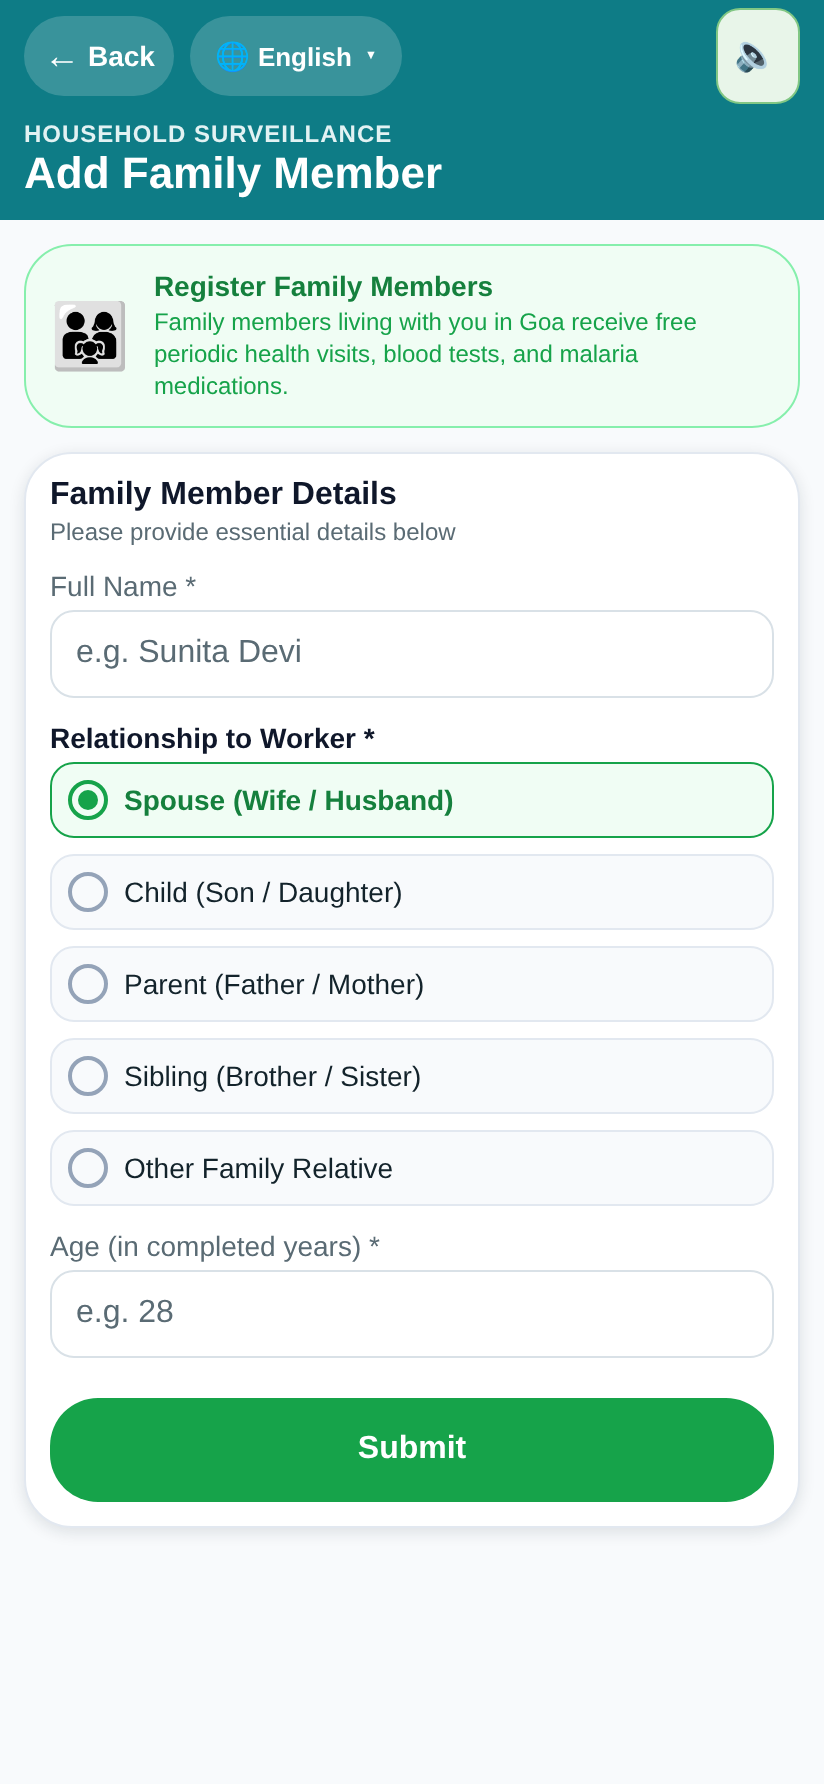 ← Back
English ▾
HOUSEHOLD SURVEILLANCE
Add Family Member
Register Family Members
Family members living with you in Goa receive free
periodic health visits, blood tests, and malaria
medications.
Family Member Details
Please provide essential details below
Full Name *
e.g. Sunita Devi
Relationship to Worker *
Spouse (Wife / Husband)
Child (Son / Daughter)
Parent (Father / Mother)
Sibling (Brother / Sister)
Other Family Relative
Age (in completed years) *
e.g. 28
Submit